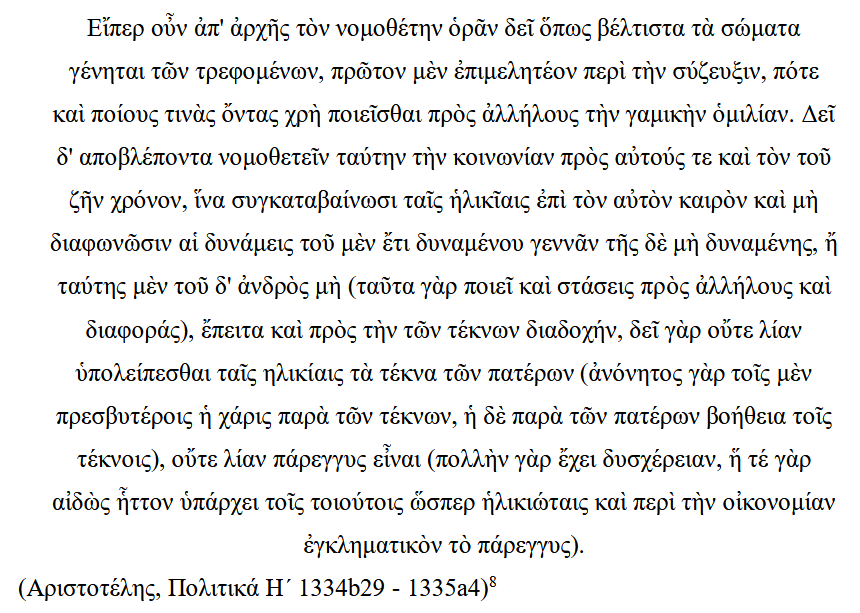 Εἴπερ οὖν ἀπ' ἀρχῆς τὸν νομοθέτην ὁρᾶν δεῖ ὅπως βέλτιστα τὰ σώματα
γένηται τῶν τρεφομένων, πρῶτον μὲν ἐπιμελητέον περὶ τὴν σύζευξιν, πότε
καὶ ποίους τινὰς ὄντας χρὴ ποιεῖσθαι πρὸς ἀλλήλους τὴν γαμικὴν ὁμιλίαν. Δεῖ
δ' αποβλέποντα νομοθετεῖν ταύτην τὴν κοινωνίαν πρὸς αὐτούς τε καὶ τὸν τοῦ
ζῆν χρόνον, ἵνα συγκαταβαίνωσι ταῖς ἡλικῖαις ἐπὶ τὸν αὐτὸν καιρὸν καὶ μὴ
διαφωνῶσιν αἱ δυνάμεις τοῦ μὲν ἔτι δυναμένου γεννᾶν τῆς δὲ μὴ δυναμένης, ἤ
ταύτης μὲν τοῦ δ' ἀνδρὸς μὴ (ταῦτα γὰρ ποιεῖ καὶ στάσεις πρὸς ἀλλήλους καὶ
διαφοράς), ἔπειτα καὶ πρὸς τὴν τῶν τέκνων διαδοχήν, δεῖ γὰρ οὔτε λίαν
ὑπολείπεσθαι ταῖς ηλικίαις τὰ τέκνα τῶν πατέρων (ἀνόνητος γὰρ τοῖς μὲν
πρεσβυτέροις ἡ χάρις παρὰ τῶν τέκνων, ἡ δὲ παρὰ τῶν πατέρων βοήθεια τοῖς
τέκνοις), οὔτε λίαν πάρεγγυς εἶναι (πολλὴν γὰρ ἔχει δυσχέρειαν, ἥ τέ γὰρ
αἰδὼς ἧττον ὑπάρχει τοῖς τοιούτοις ὥσπερ ἡλικιώταις καὶ περὶ τὴν οἰκονομίαν
ἐγκληματικὸν τὸ πάρεγγυς).
(Αριστοτέλης, Πολιτικά Η΄ 1334b29 - 1335a4)⁸